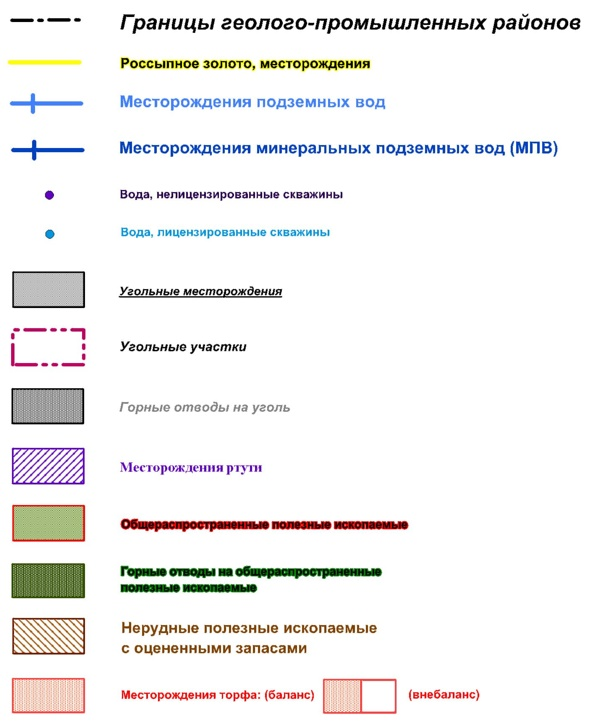 Границы геолого-промышленных районов
Россыпное золото, месторождения
Месторождения подземных вод
Месторождения минеральных подземных вод (МПВ)
Вода, нелицензированные скважины
Вода, лицензированные скважины
Угольные месторождения
Угольные участки
Горные отводы на уголь
Месторождения ртути
Общераспространенные полезные ископаемые
Горные отводы на общераспространенные
полезные ископаемые
Нерудные полезные ископаемые
с оцененными запасами
Месторождения торфа: (баланс) (внебаланс)